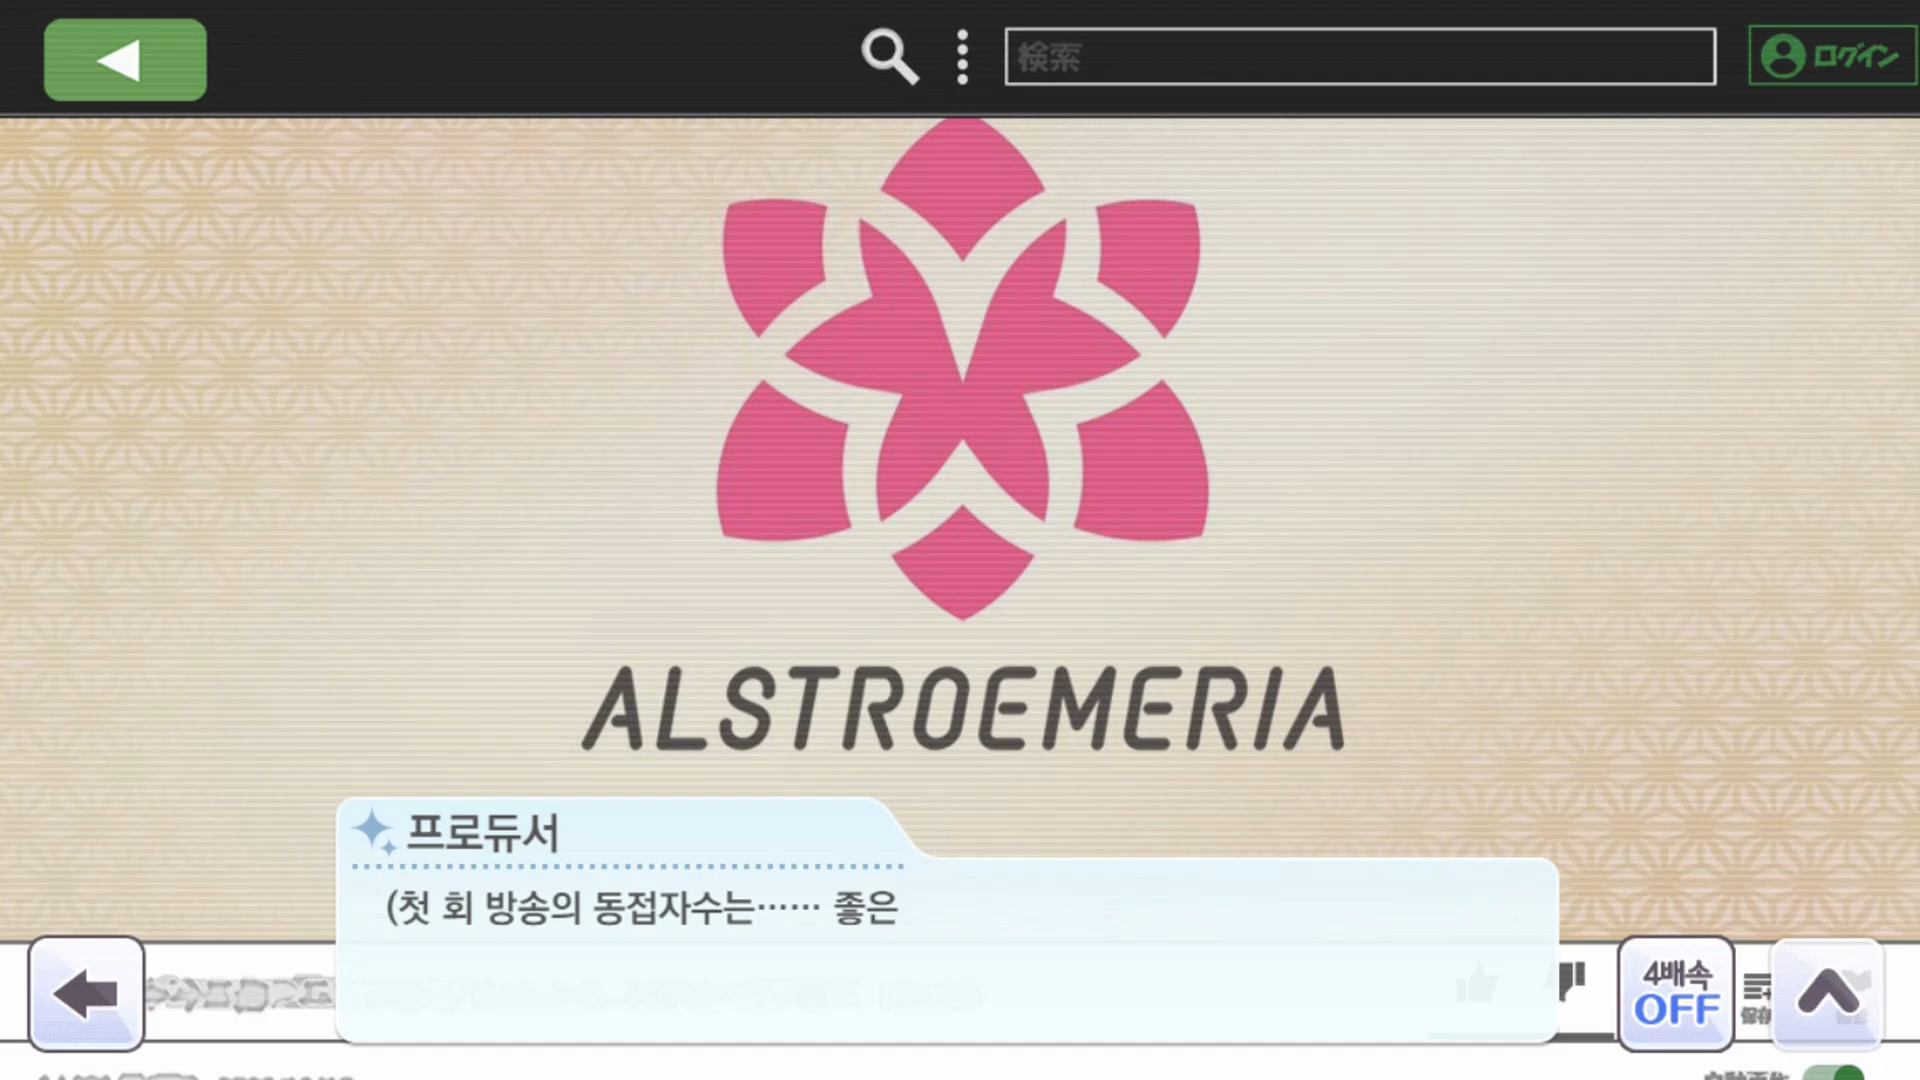 検索
ログイン
ALSTROEMERIA
프로듀서
(첫 회 방송의 동접자수는…… 좋은
4배속
OFF